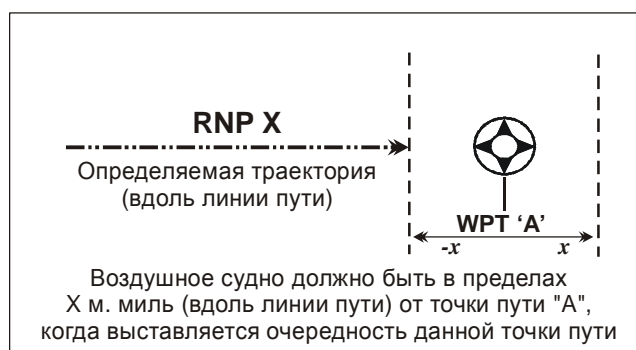 RNP X
Определяемая траектория
(вдоль линии пути)
WPT ‘A’
-x x
Воздушное судно должно быть в пределах
X м. миль (вдоль линии пути) от точки пути "А",
когда выставляется очередность данной точки пути